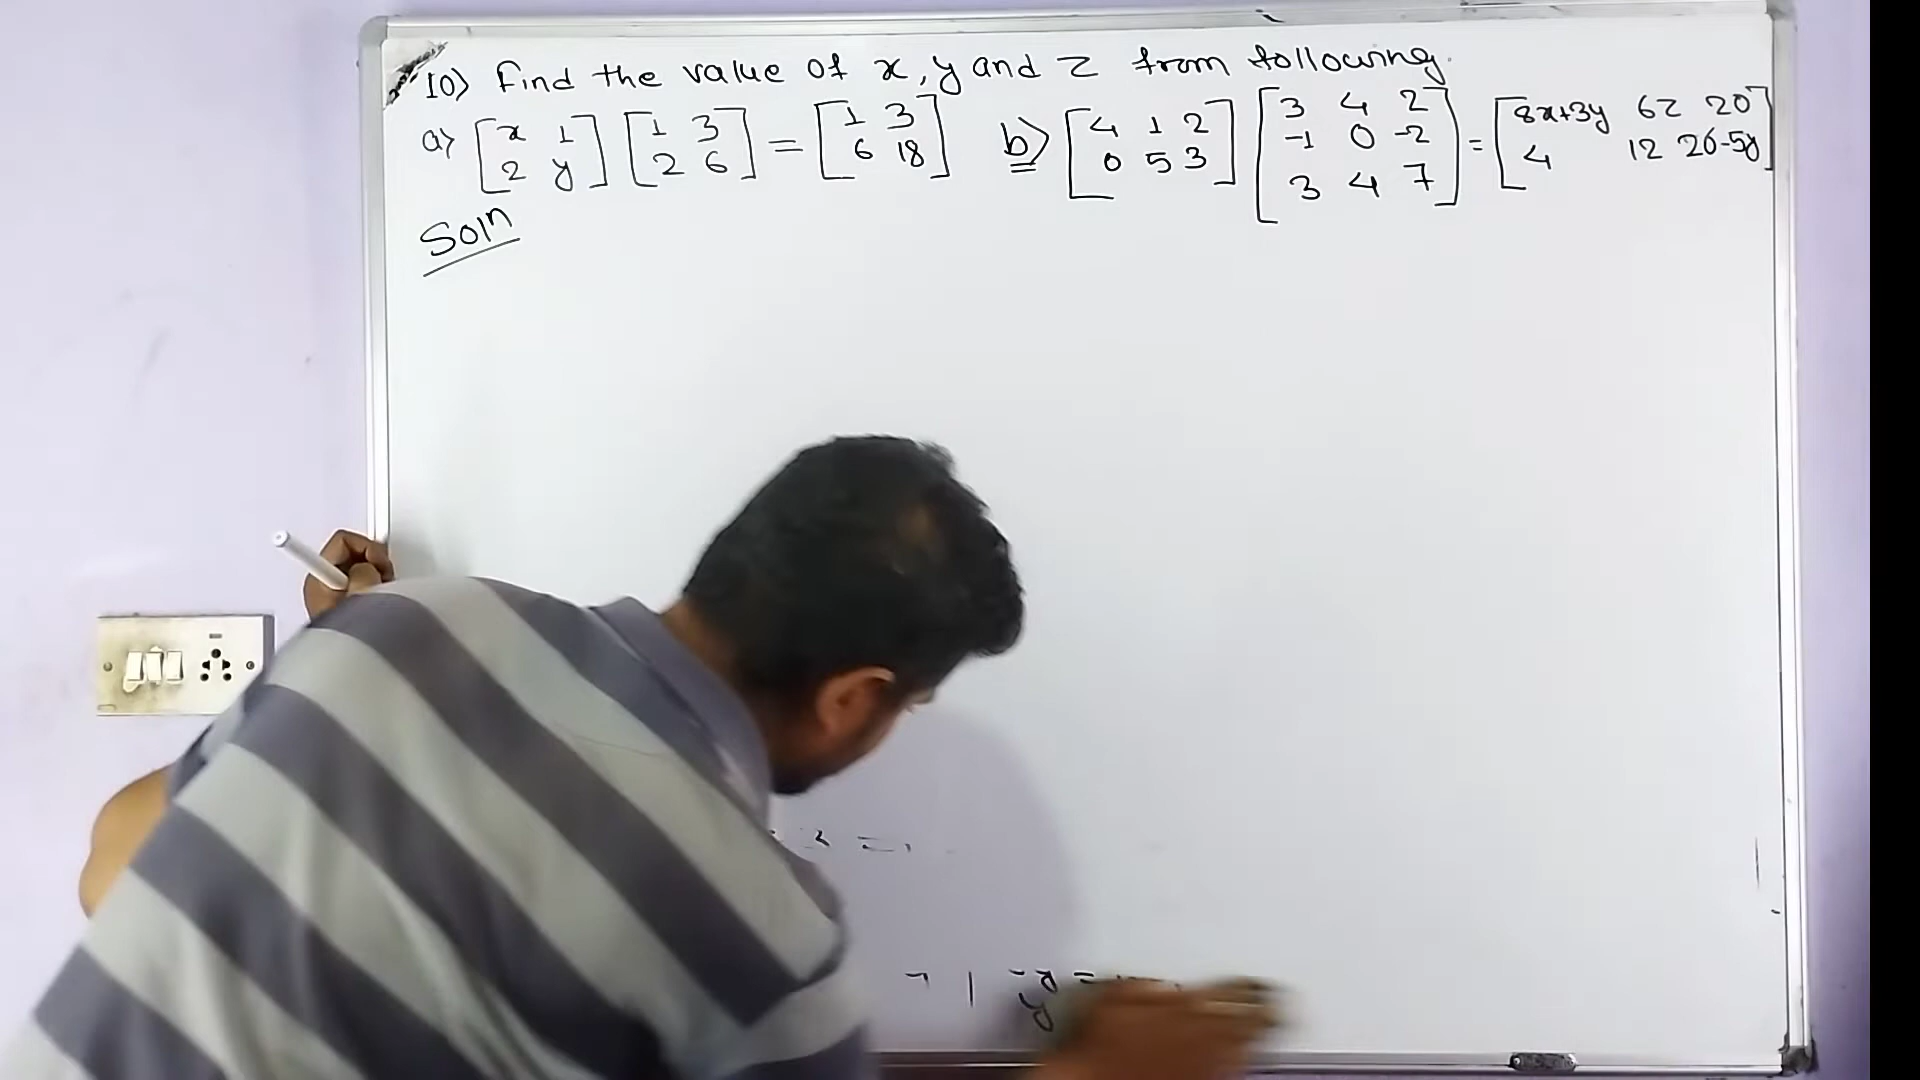 10) Find the value of x, y and z from following.
a) [x 1 2 y] [1 3 2 6] = [1 3 6 18]
b) [4 1 2 0 5 3] [3 4 2 -1 0 -2 3 4 7] = [8x+3y 6z 20 4 12 26-5y]
Soln